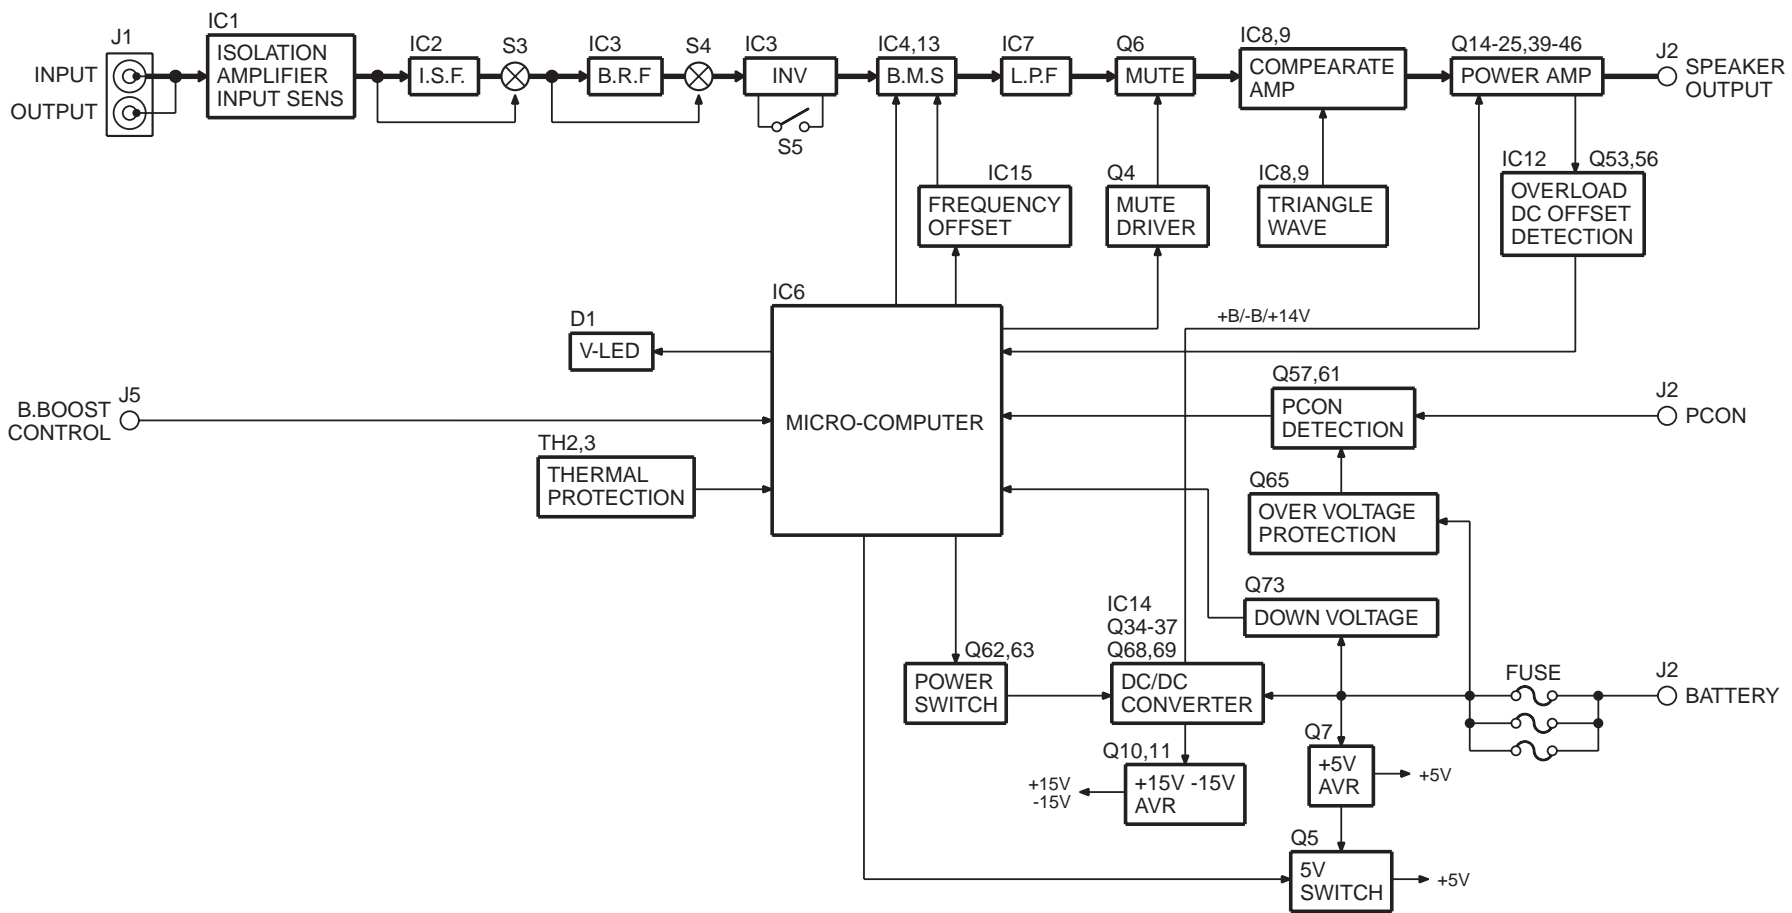 J1
INPUT
OUTPUT
IC1
ISOLATION
AMPLIFIER
INPUT SENS
IC2
I.S.F.
S3
IC3
B.R.F
S4
IC3
INV
S5
IC4,13
B.M.S
IC7
L.P.F
Q6
MUTE
IC8,9
COMPEARATE
AMP
Q14-25,39-46
POWER AMP
J2
SPEAKER
OUTPUT
IC15
FREQUENCY
OFFSET
Q4
MUTE
DRIVER
IC8,9
TRIANGLE
WAVE
IC12
Q53,56
OVERLOAD
DC OFFSET
DETECTION
IC6
MICRO-COMPUTER
D1
V-LED
+B/-B/+14V
B.BOOST
CONTROL
J5
TH2,3
THERMAL
PROTECTION
Q57,61
PCON
DETECTION
J2
PCON
Q65
OVER VOLTAGE
PROTECTION
Q73
DOWN VOLTAGE
Q62,63
POWER
SWITCH
IC14
Q34-37
Q68,69
DC/DC
CONVERTER
FUSE
J2
BATTERY
Q10,11
+15V -15V
AVR
+15V
-15V
Q7
+5V
AVR
+5V
Q5
5V
SWITCH
+5V